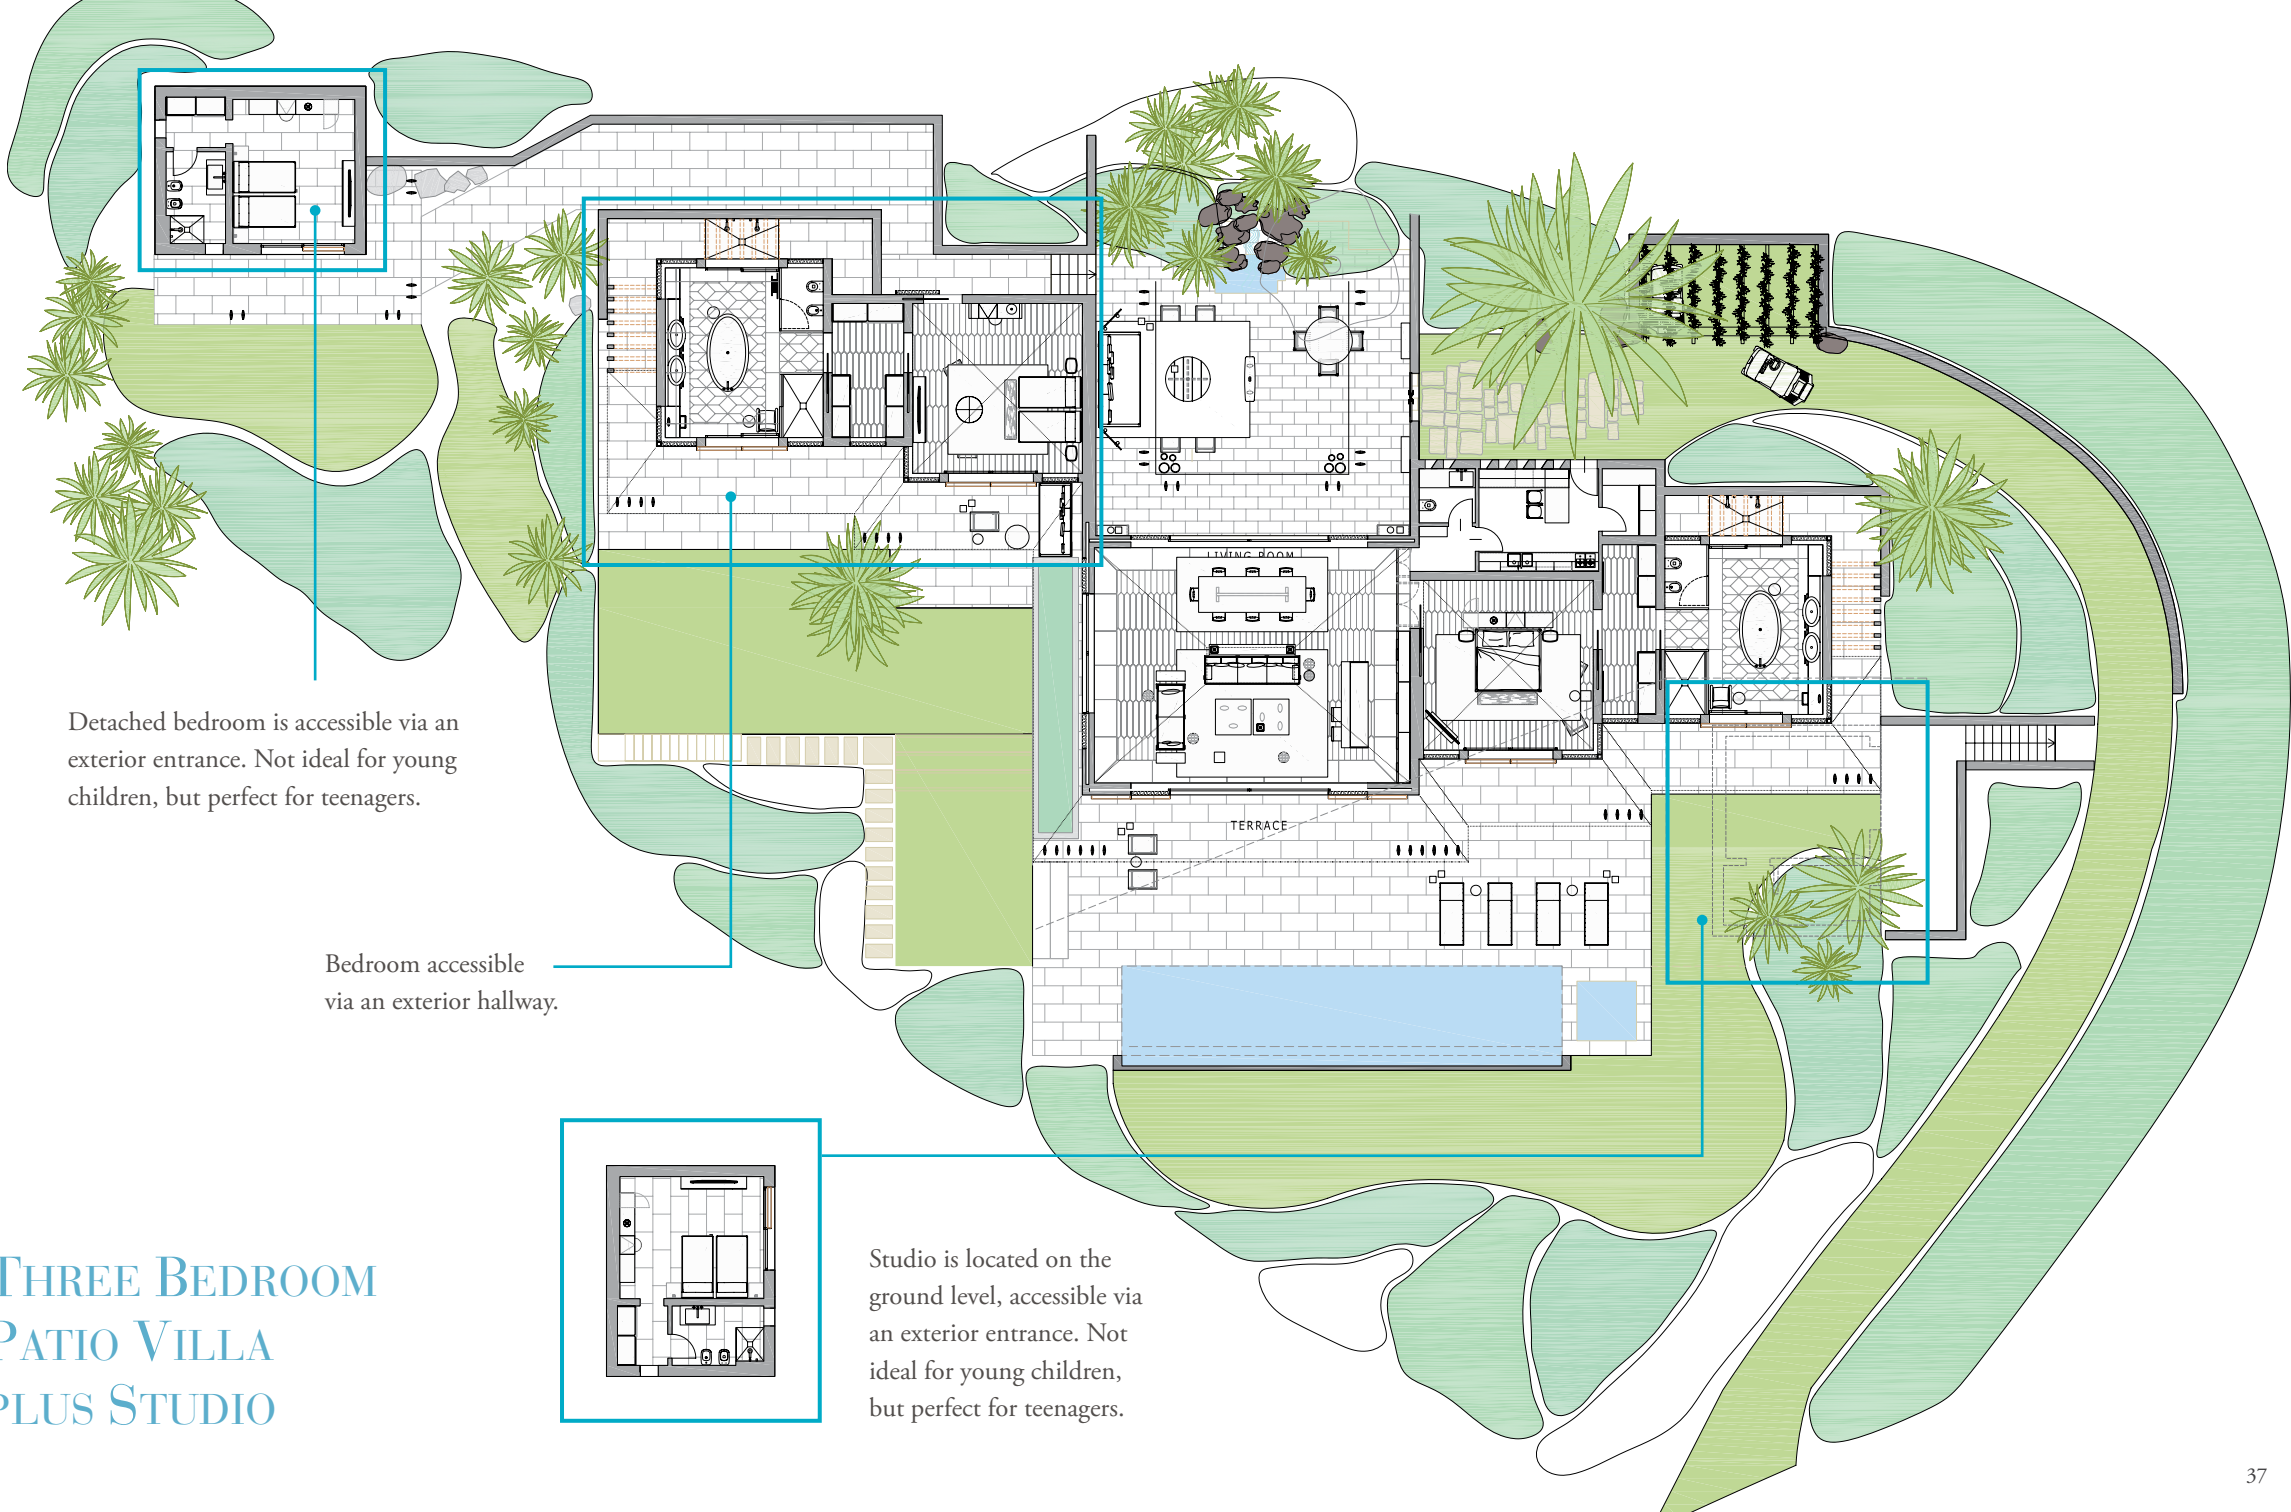 LIVING ROOM
Detached bedroom is accessible via an
exterior entrance. Not ideal for young
children, but perfect for teenagers.
TERRACE
Bedroom accessible
via an exterior hallway.
Studio is located on the
ground level, accessible via
an exterior entrance. Not
ideal for young children,
but perfect for teenagers.
THREE BEDROOM
PATIO VILLA
PLUS STUDIO
37